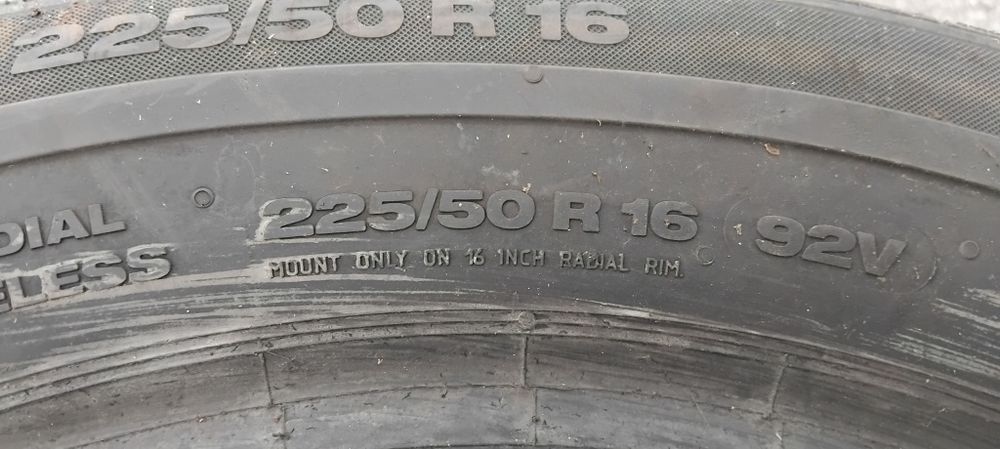 225/50 R 16
DIAL
ELESS
225/50 R 16 92V
MOUNT ONLY ON 16 INCH RADIAL RIM.